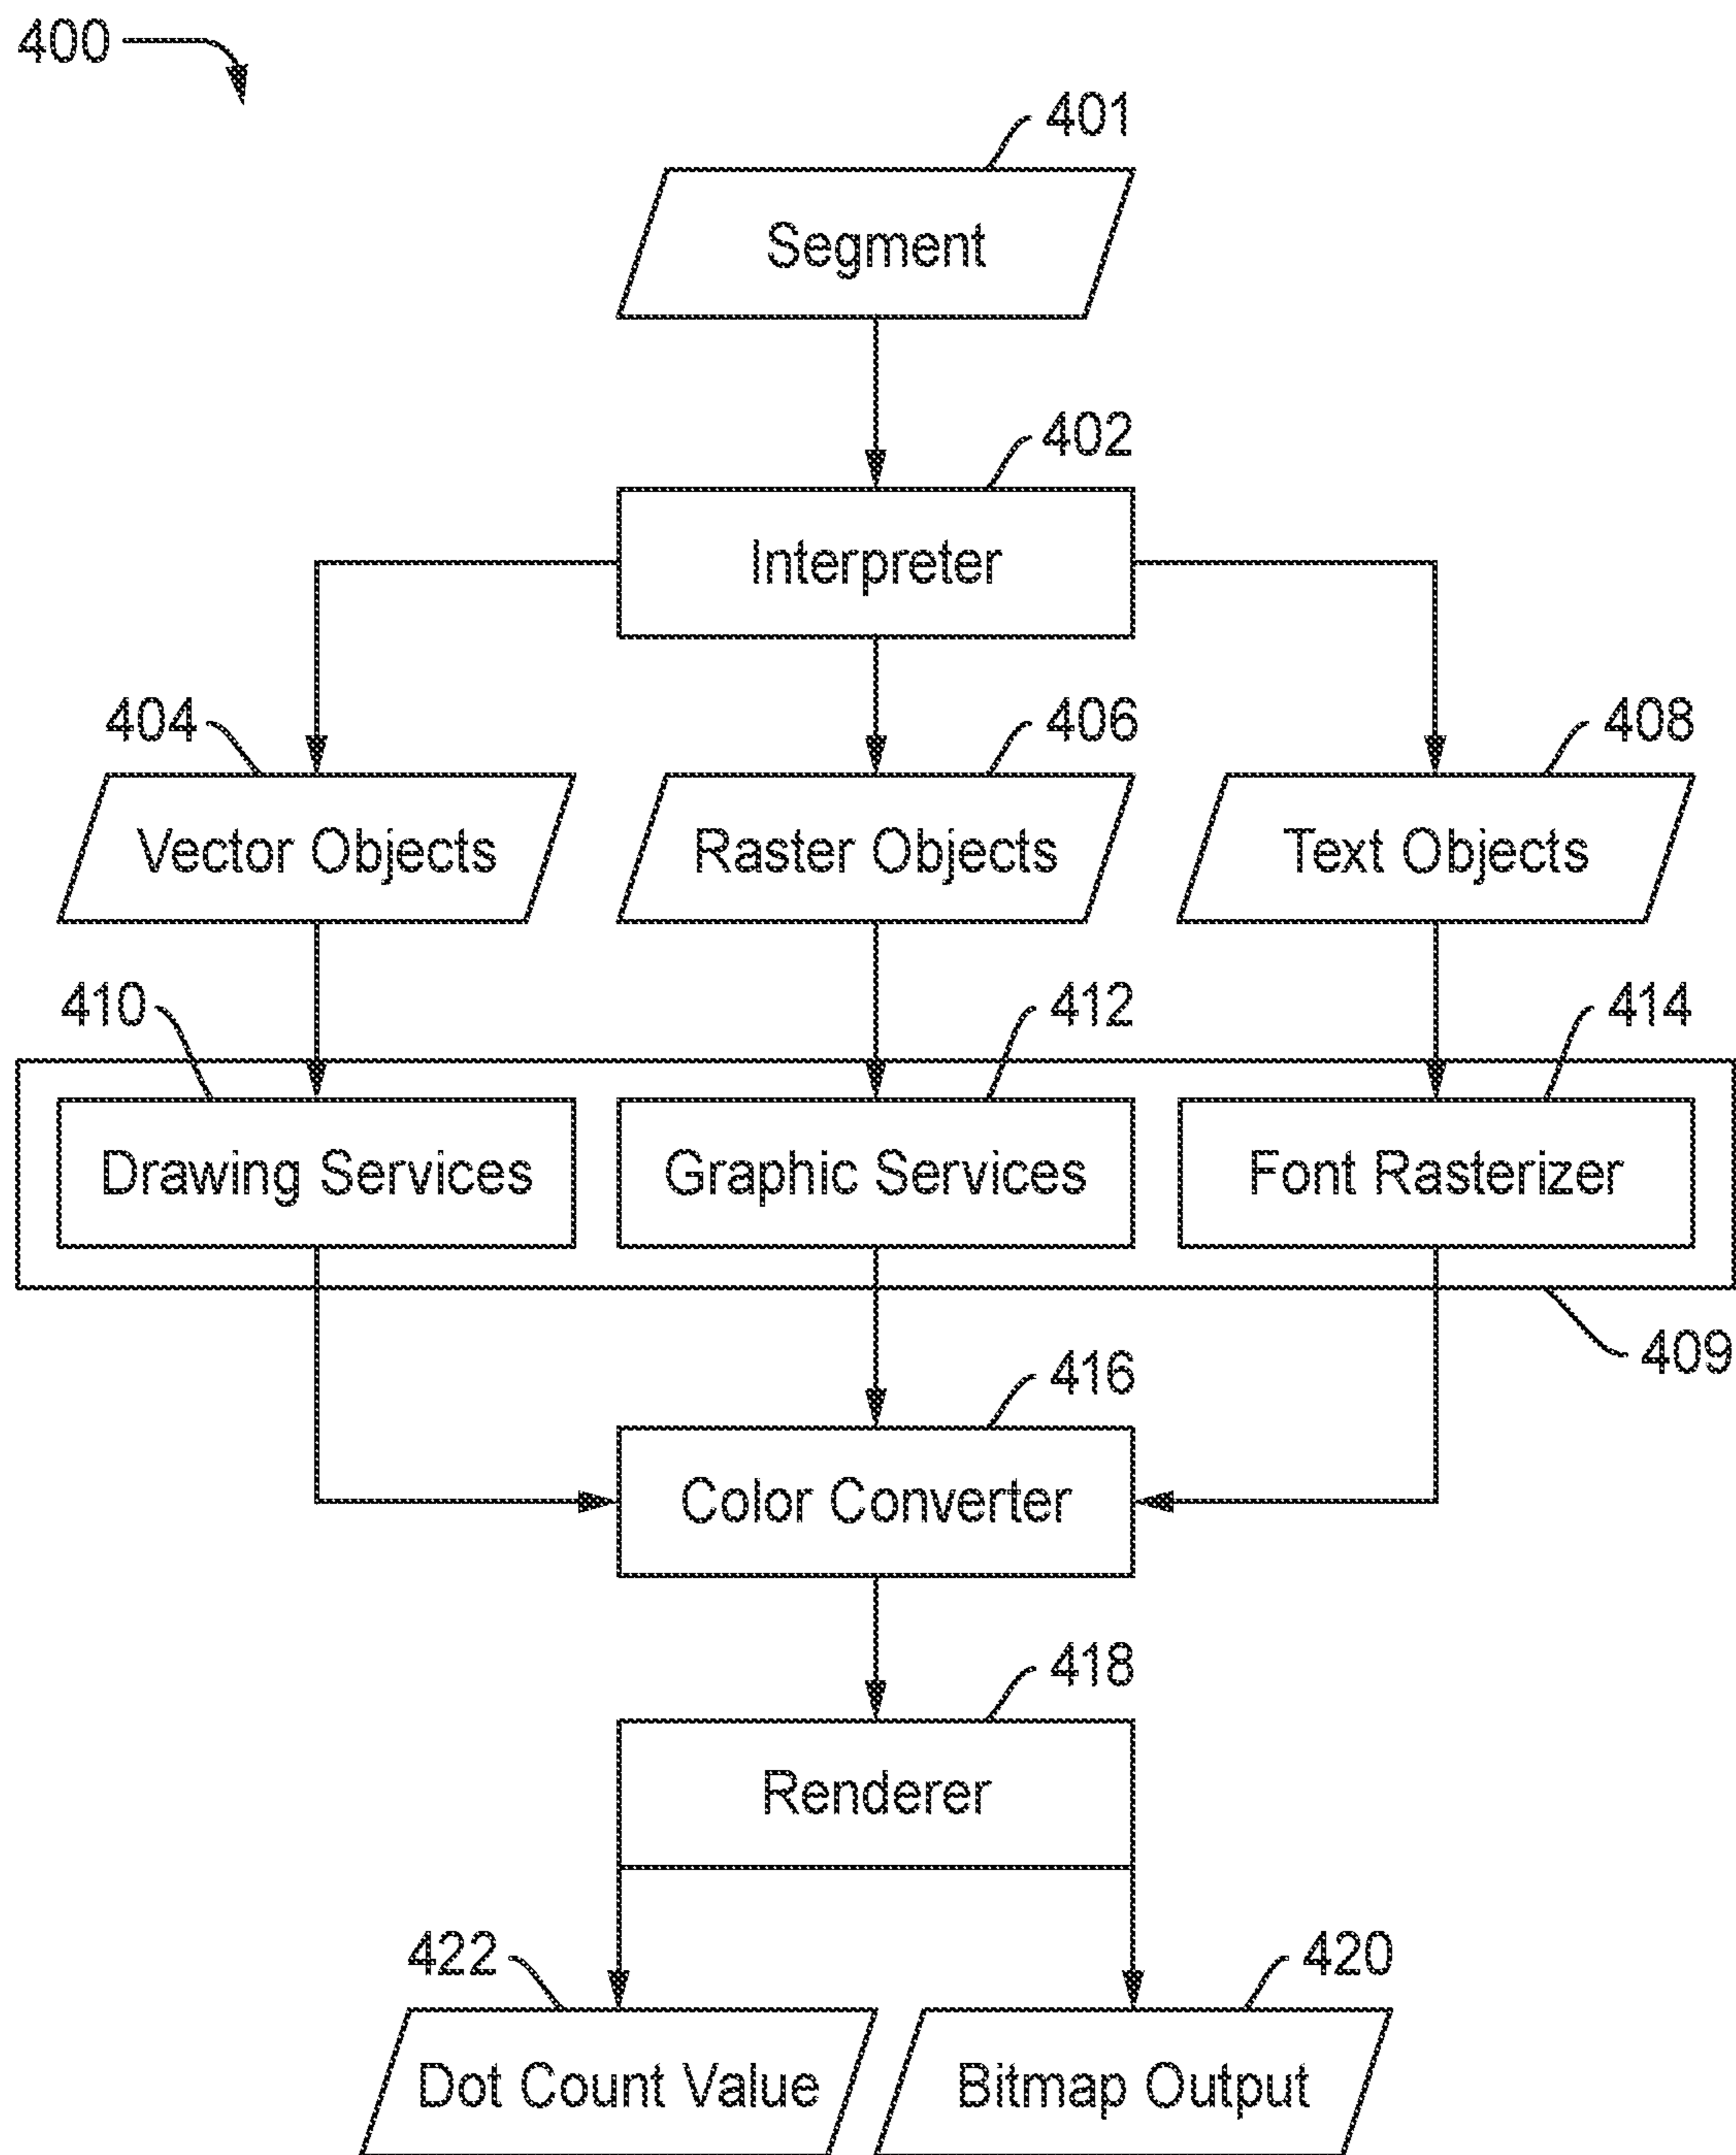 400
401
Segment
402
Interpreter
404
406
408
Vector Objects
Raster Objects
Text Objects
410
412
414
Drawing Services
Graphic Services
Font Rasterizer
409
416
Color Converter
418
Renderer
422
420
Dot Count Value
Bitmap Output